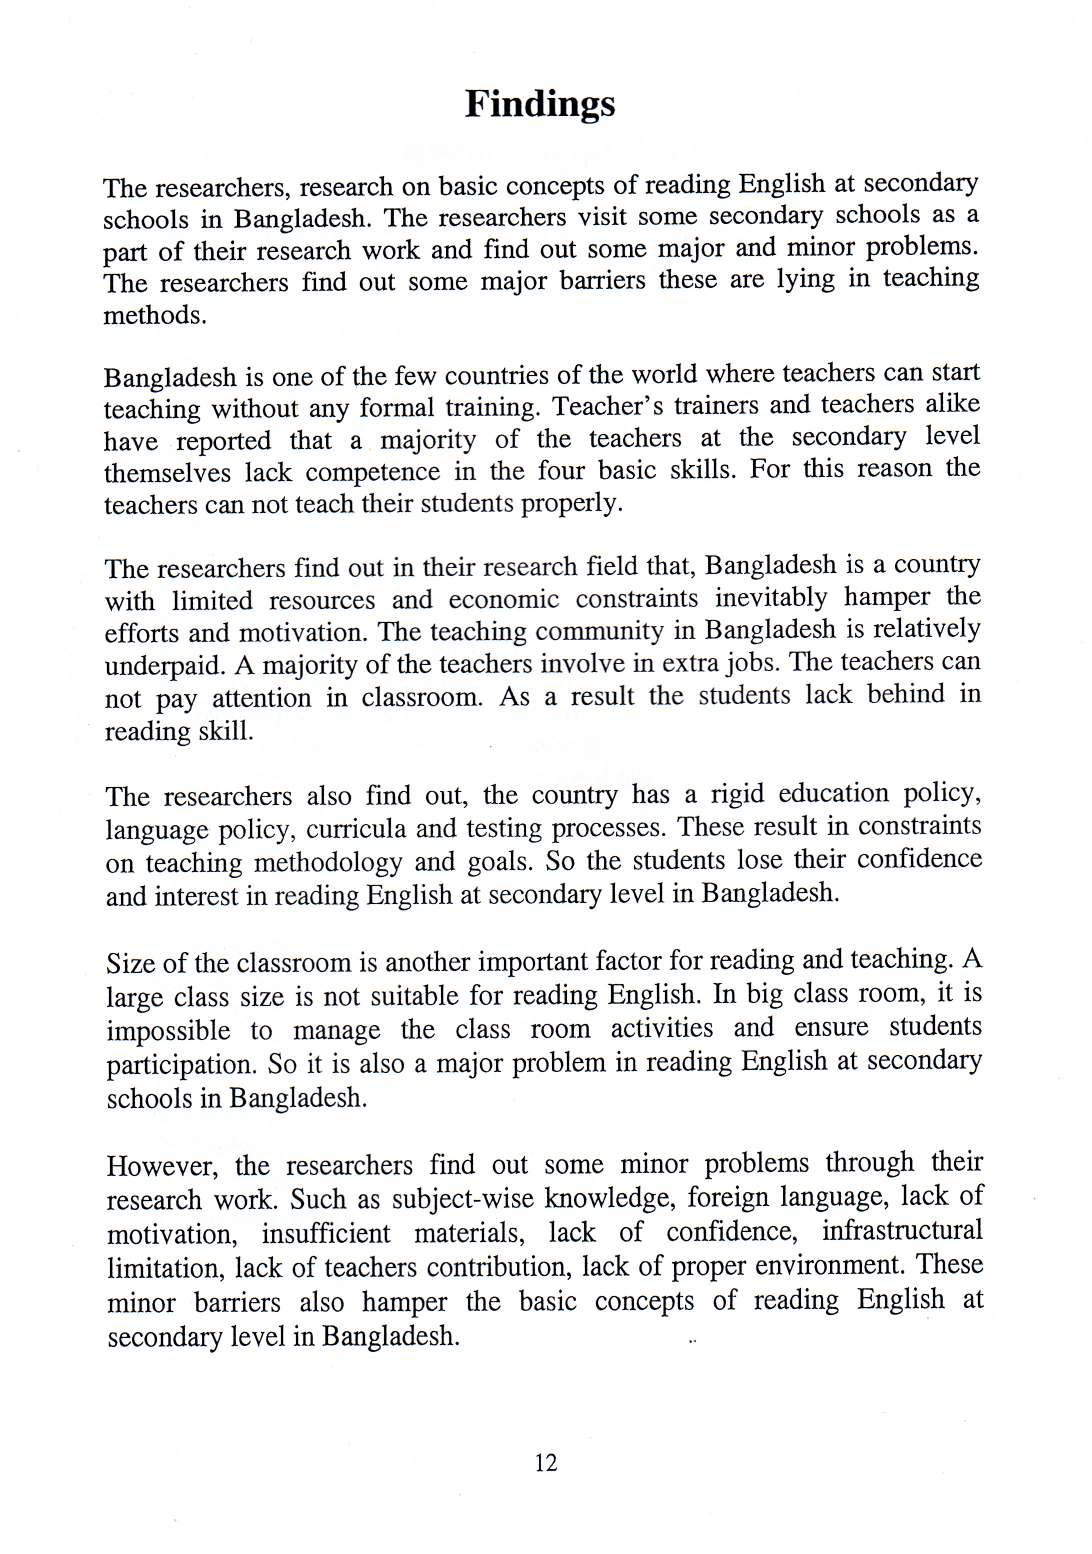 Findings
The researchers, research on basic concepts of reading English at secondary
schools in Bangladesh. The researchers visit some secondary schools as a
part of their research work and find out some major and minor problems.
The researchers find out some major barriers these are lying in teaching
methods.
Bangladesh is one of the few countries of the world where teachers can start
teaching without any formal training. Teacher's trainers and teachers alike
have reported that a majority of the teachers at the secondary level
themselves lack competence in the four basic skills. For this reason the
teachers can not teach their students properly.
The researchers find out in their research field that, Bangladesh is a country
with limited resources and economic constraints inevitably hamper the
efforts and motivation. The teaching community in Bangladesh is relatively
underpaid. A majority of the teachers involve in extra jobs. The teachers can
not pay attention in classroom. As a result the students lack behind in
reading skill.
The researchers also find out, the country has a rigid education policy,
language policy, curricula and testing processes. These result in constraints
on teaching methodology and goals. So the students lose their confidence
and interest in reading English at secondary level in Bangladesh.
Size of the classroom is another important factor for reading and teaching. A
large class size is not suitable for reading English. In big class room, it is
impossible to manage the class room activities and ensure students
participation. So it is also a major problem in reading English at secondary
schools in Bangladesh.
However, the researchers find out some minor problems through their
research work. Such as subject-wise knowledge, foreign language, lack of
motivation, insufficient materials, lack of confidence, infrastructural
limitation, lack of teachers contribution, lack of proper environment. These
minor barriers also hamper the basic concepts of reading English at
secondary level in Bangladesh.
12